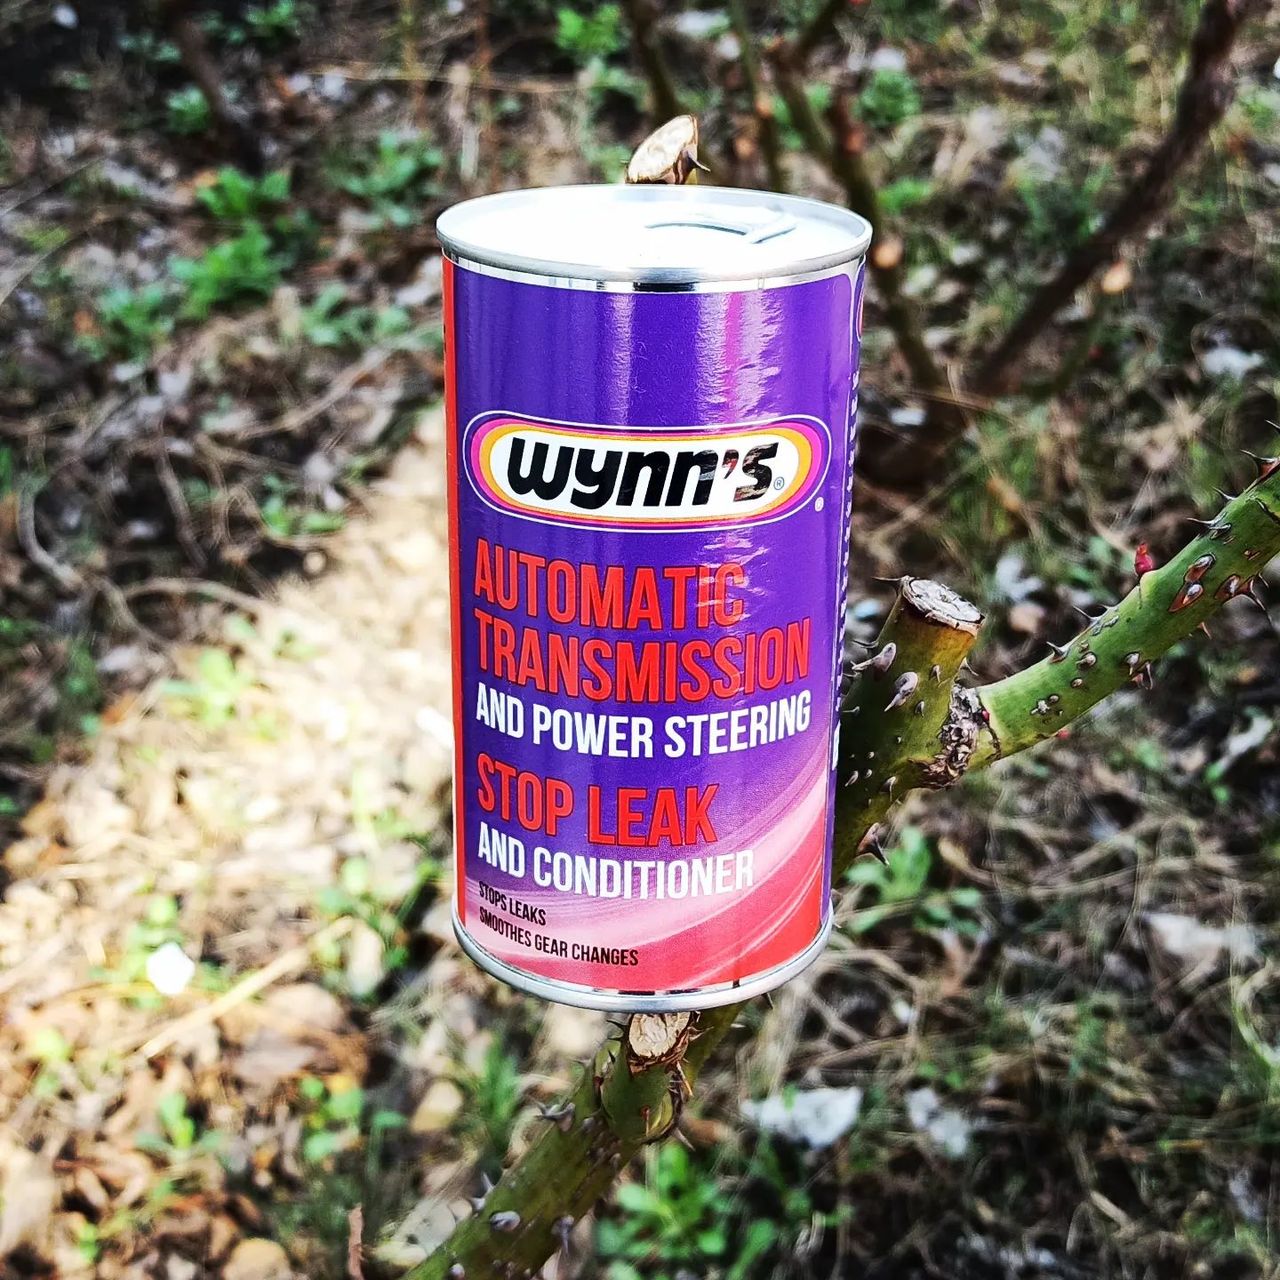 wynn's®
®
AUTOMATIC
TRANSMISSION
AND POWER STEERING
STOP LEAK
AND CONDITIONER
STOPS LEAKS
SMOOTHES GEAR CHANGES